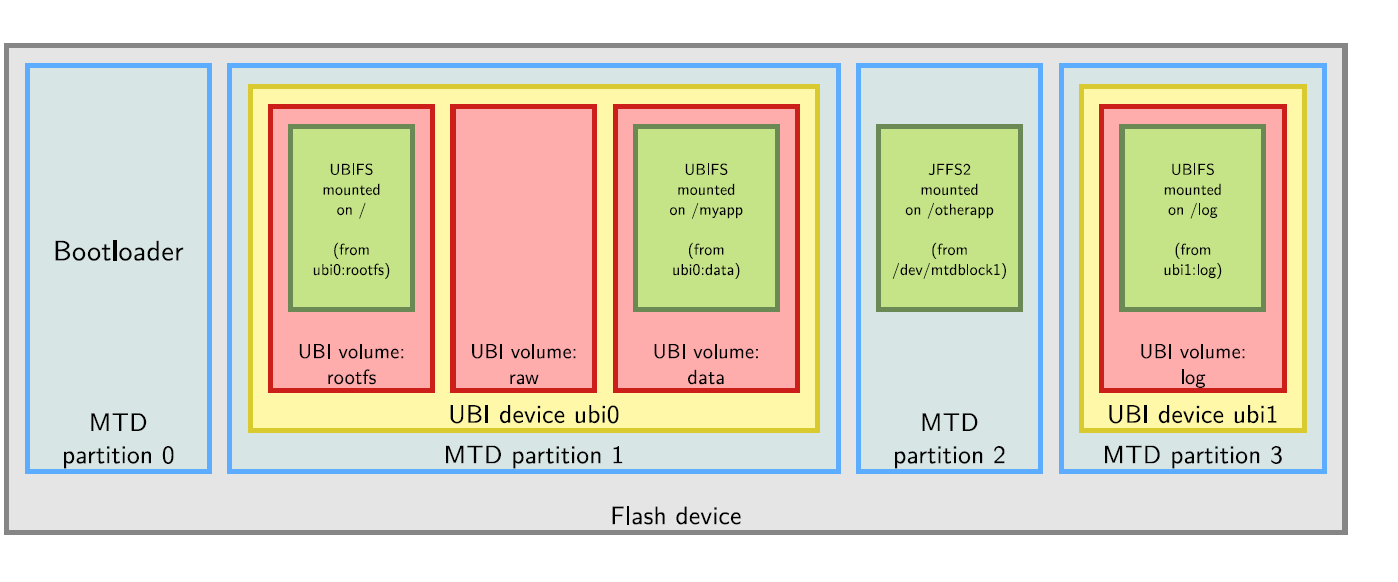 Bootloader
MTD
partition 0
UBIFS
mounted
on /
(from
ubi0:rootfs)
UBI volume:
rootfs
UBI volume:
raw
UBIFS
mounted
on /myapp
(from
ubi0:data)
UBI volume:
data
UBI device ubi0
MTD partition 1
JFFS2
mounted
on /otherapp
(from
/dev/mtdblock1)
MTD
partition 2
UBIFS
mounted
on /log
(from
ubi1:log)
UBI volume:
log
UBI device ubi1
MTD partition 3
Flash device